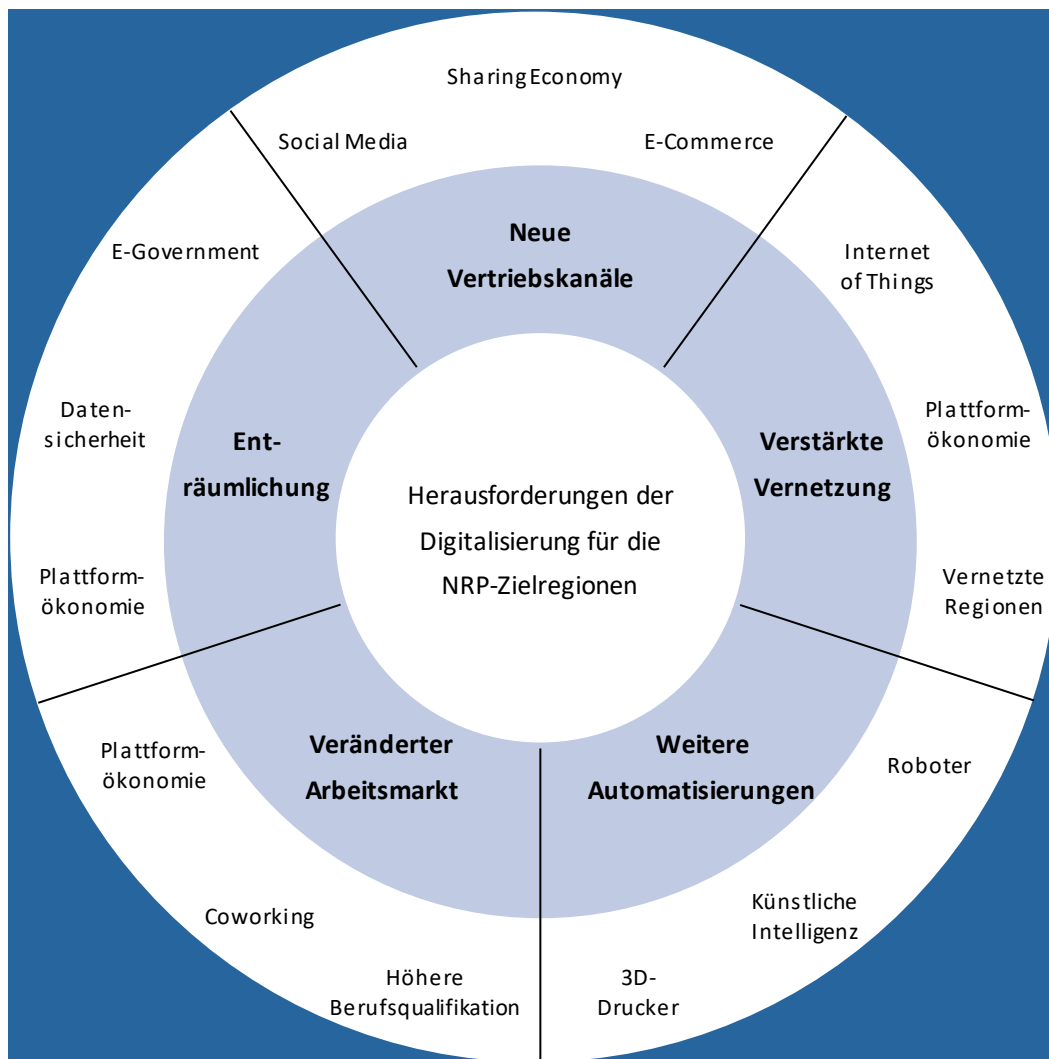 Sharing Economy
Social Media
E-Commerce
Neue
Vertriebskanäle
E-Government
Internet
of Things
Daten-
sicherheit
Ent-
räumlichung
Verstärkte
Vernetzung
Plattform-
ökonomie
Herausforderungen der
Digitalisierung für die
NRP-Zielregionen
Plattform-
ökonomie
Vernetzte
Regionen
Plattform-
ökonomie
Veränderter
Arbeitsmarkt
Weitere
Automatisierungen
Roboter
Coworking
Künstliche
Intelligenz
Höhere
Berufsqualifikation
3D-
Drucker